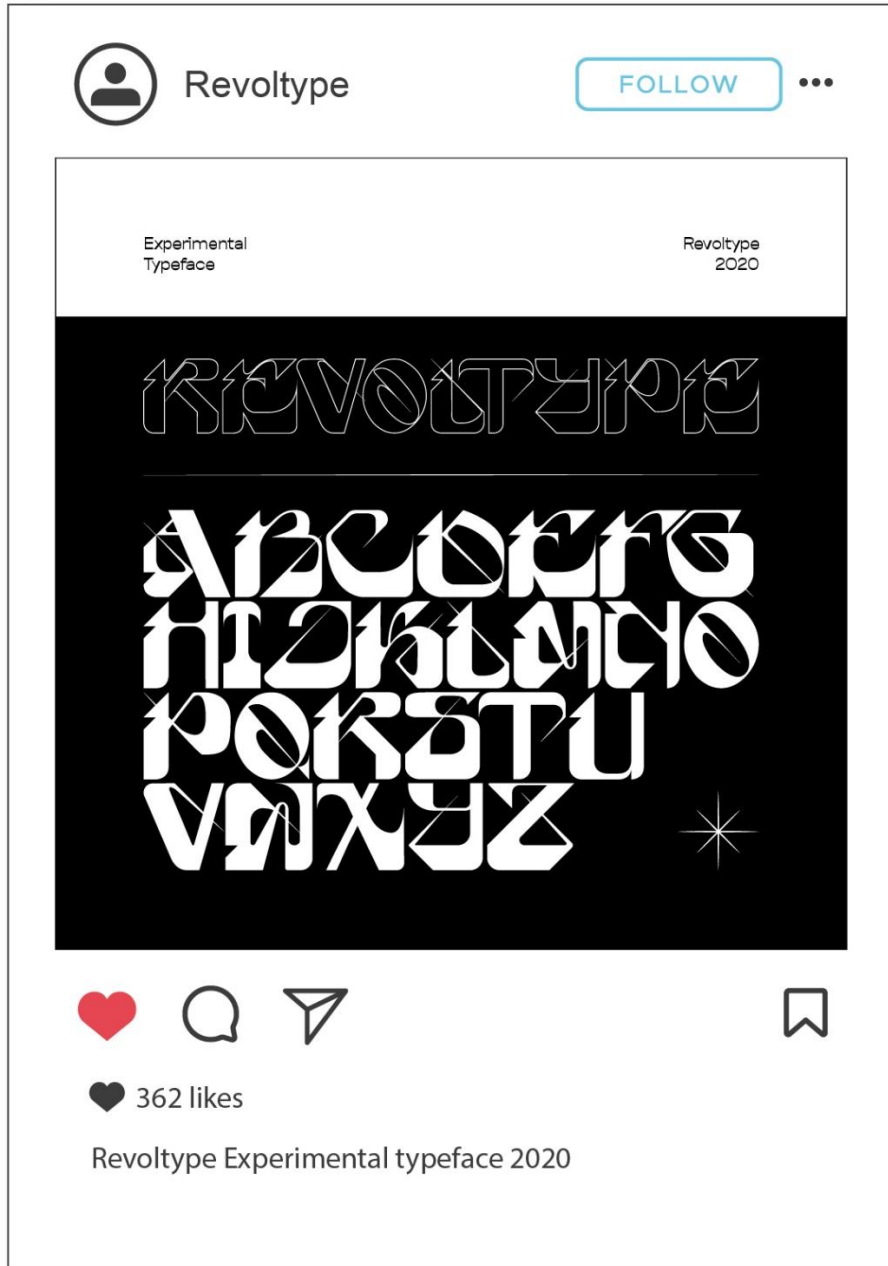 Revoltype
FOLLOW
Experimental
Typeface
Revoltype
2020
REVOLTYPE
ABCDEFG
HIJKLMNO
PQRSTU
VWXYZ
362 likes
Revoltype Experimental typeface 2020